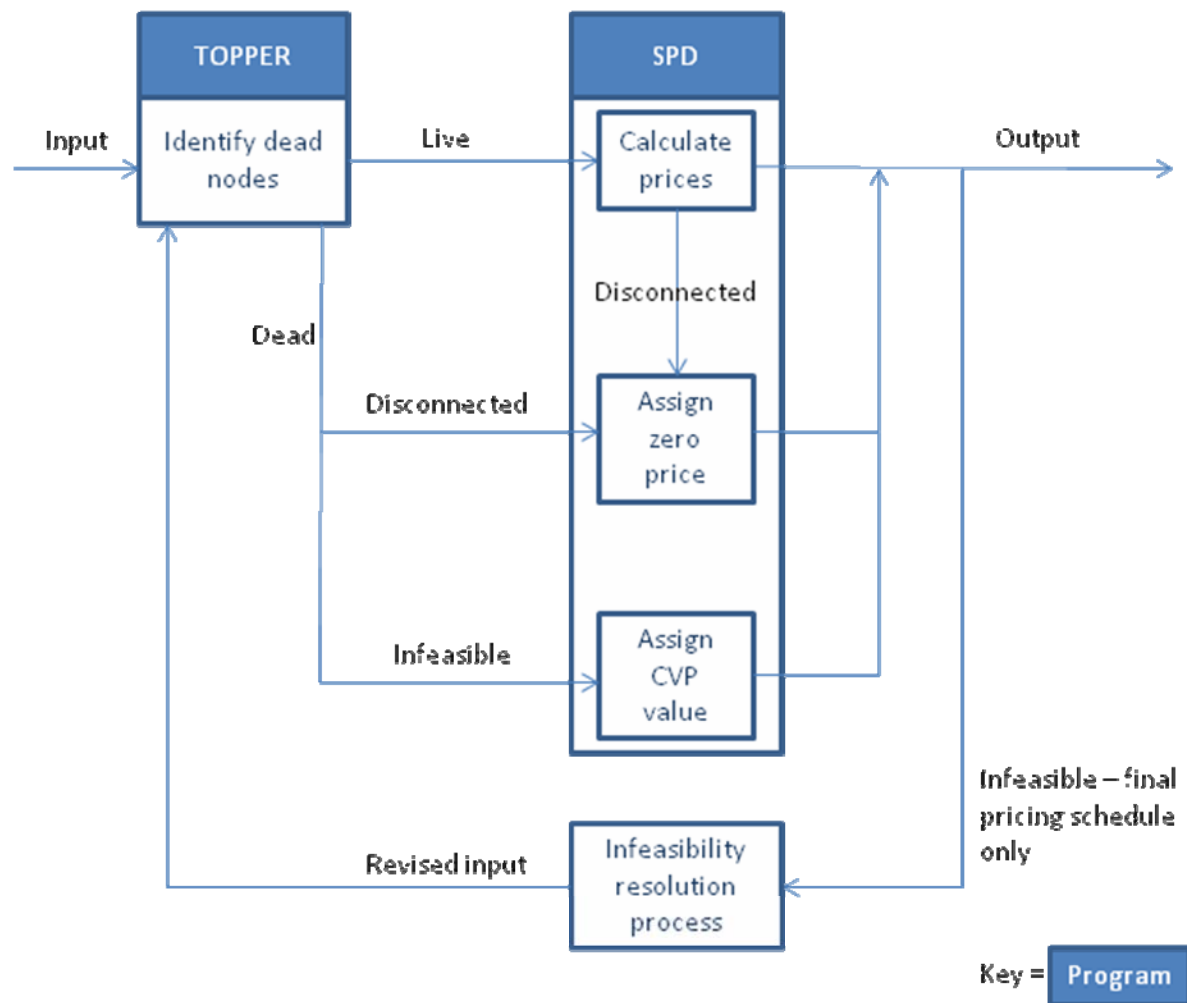 TOPPER
SPD
Input
Identify dead
nodes
Live
Calculate
prices
Output
Disconnected
Dead
Disconnected
Assign
zero
price
Infeasible
Assign
CVP
value
Infeasible – final
pricing schedule
only
Revised input
Infeasibility
resolution
process
Key = Program